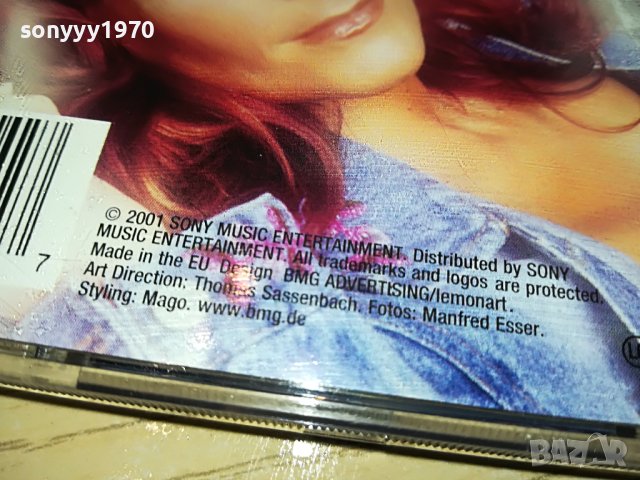 sonyyy1970
7
© 2001 SONY MUSIC ENTERTAINMENT. Distributed by SONY
MUSIC ENTERTAINMENT. All trademarks and logos are protected.
Made in the EU. Design BMG ADVERTISING/lemonart.
Art Direction: Thomas Sassenbach. Fotos: Manfred Esser.
Styling: Mago. www.bmg.de
BAZAR